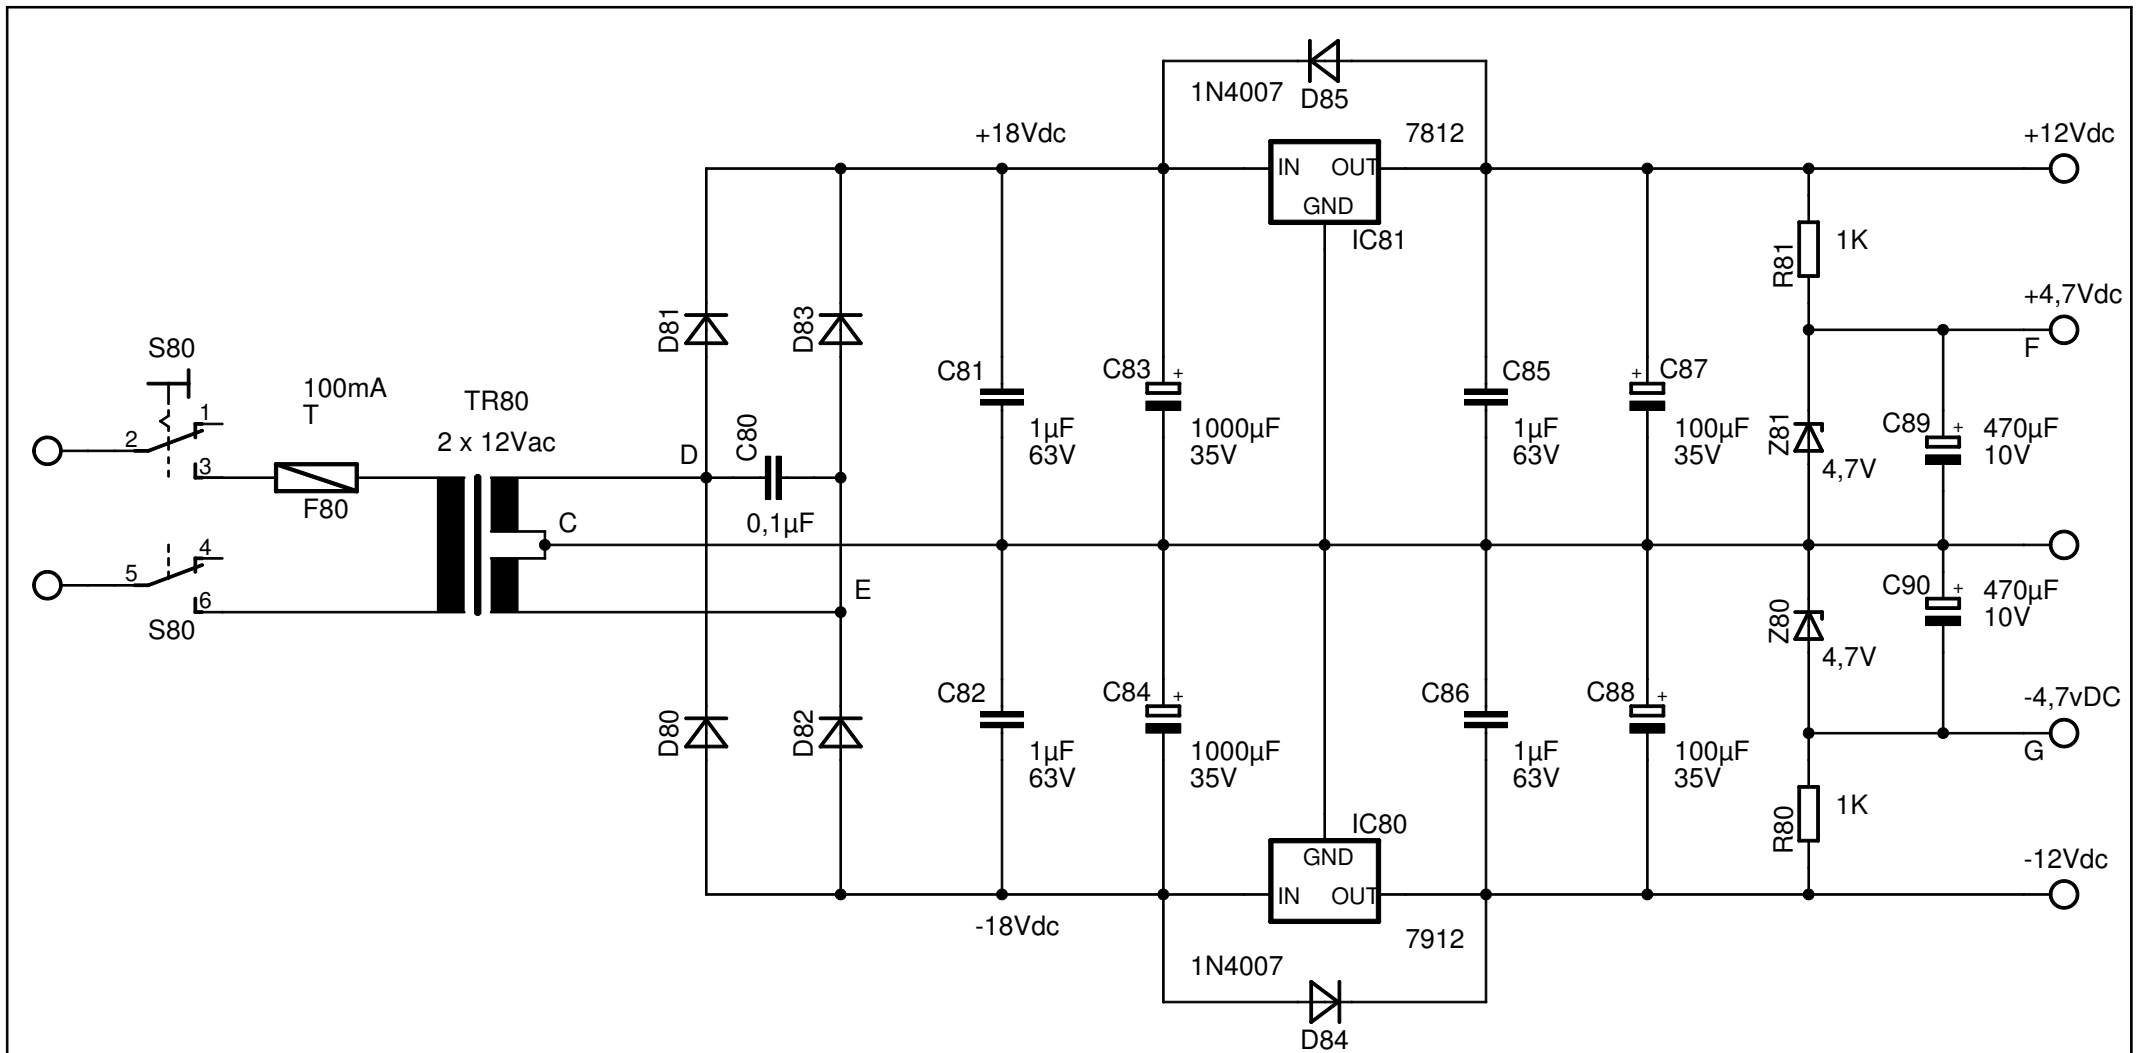 1N4007
D85
+18Vdc
7812
+12Vdc
IN OUT
GND
IC81
R81
1K
+4,7Vdc
F
D81
D83
S80
100mA
T
TR80
2 x 12Vac
1
2
3
F80
D
C80
0,1µF
C
C81
1µF
63V
C83
+
1000µF
35V
C85
1µF
63V
+
C87
100µF
35V
Z81
4,7V
C89
+
470µF
10V
4
5
6
S80
E
C90
+
470µF
10V
Z80
4,7V
D80
D82
C82
1µF
63V
C84
+
1000µF
35V
C86
1µF
63V
C88
+
100µF
35V
-4,7vDC
G
R80
1K
IC80
GND
IN OUT
-12Vdc
-18Vdc
7912
1N4007
D84